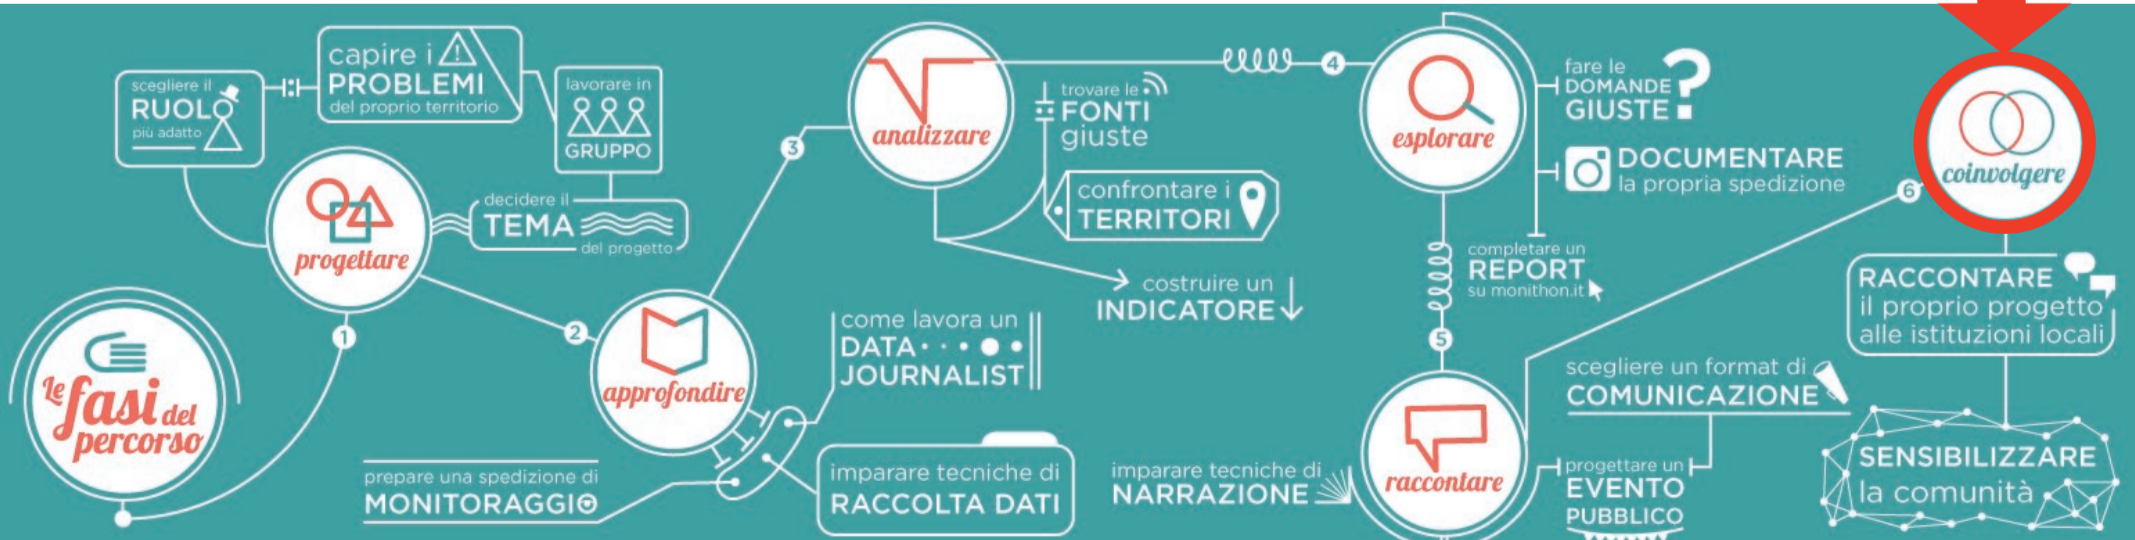 Le
fasi del
percorso
1
progettare
scegliere il
RUOLO
più adatto
capire i
PROBLEMI
del proprio territorio
lavorare in
GRUPPO
decidere il
TEMA
del progetto
2
approfondire
come lavora un
DATA
JOURNALIST
imparare tecniche di
RACCOLTA DATI
prepare una spedizione di
MONITORAGGIO
3
analizzare
trovare le
FONTI
giuste
confrontare i
TERRITORI
costruire un
INDICATORE
4
esplorare
fare le
DOMANDE
GIUSTE
?
DOCUMENTARE
la propria spedizione
completare un
REPORT
su monithon.it
5
raccontare
imparare tecniche di
NARRAZIONE
scegliere un format di
COMUNICAZIONE
progettare un
EVENTO
PUBBLICO
6
coinvolgere
RACCONTARE
il proprio progetto
alle istituzioni locali
SENSIBILIZZARE
la comunità